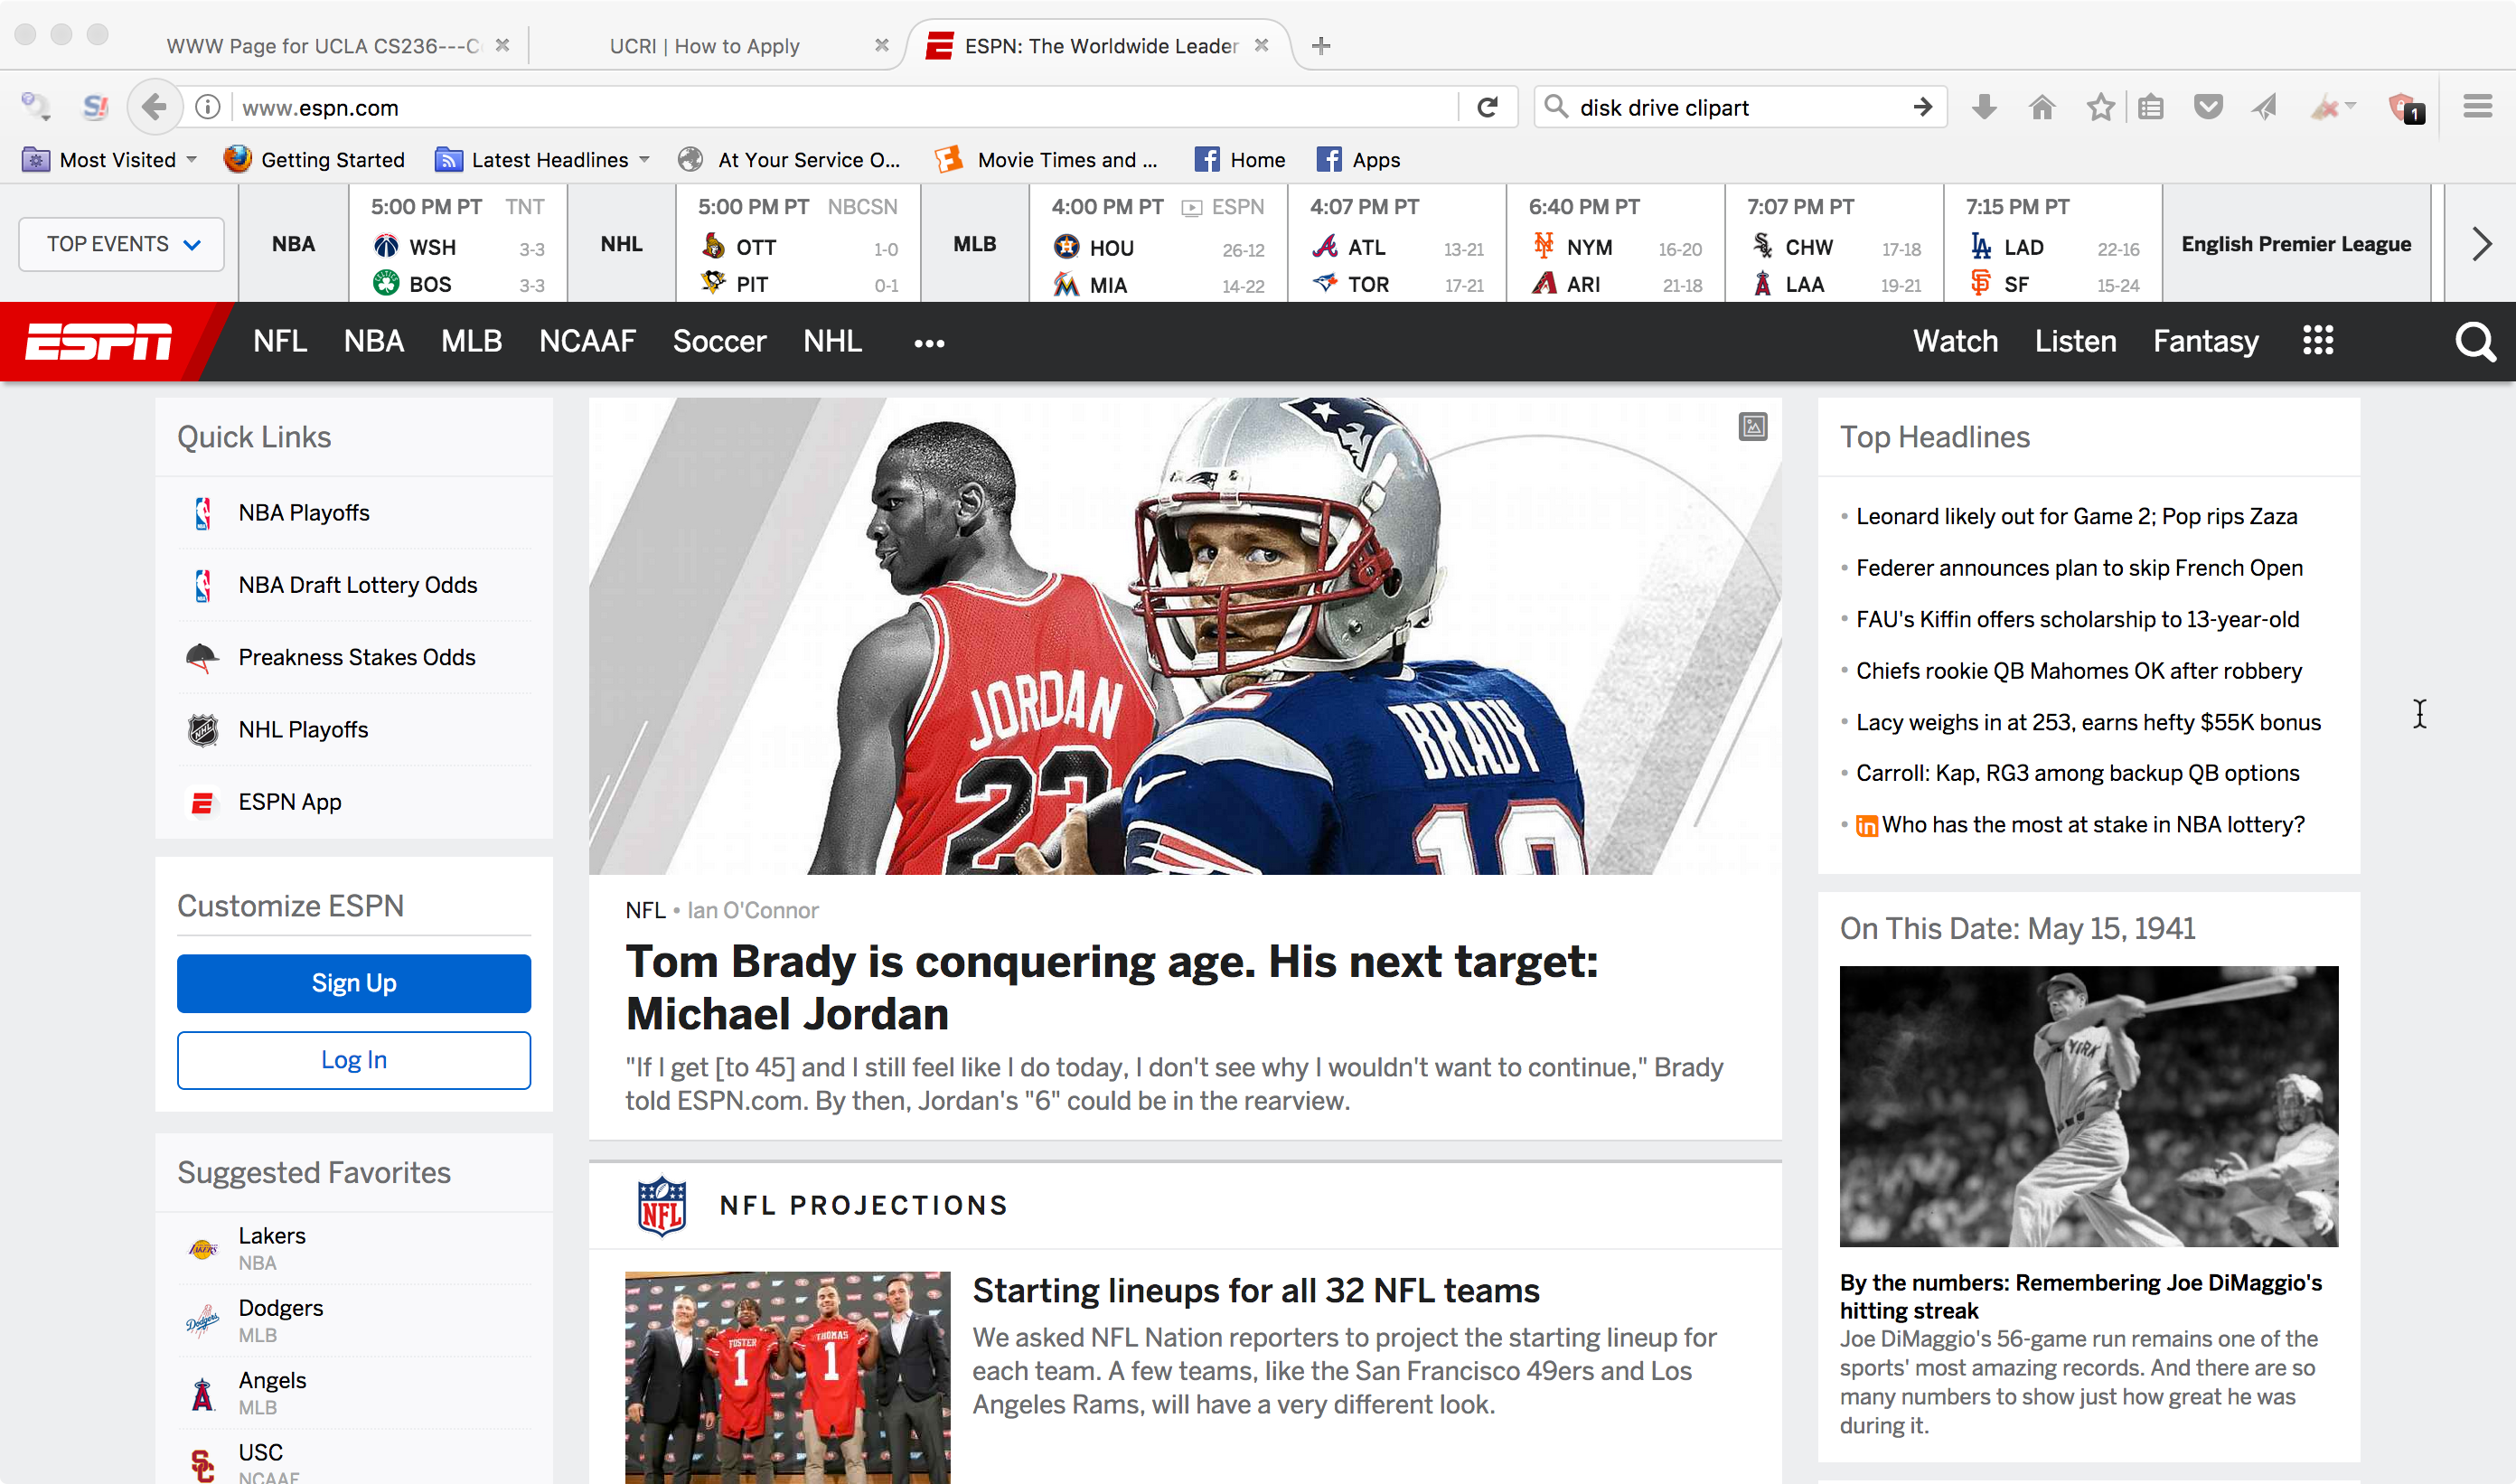 WWW Page for UCLA CS236---C
UCRI | How to Apply
ESPN: The Worldwide Leader
www.espn.com
disk drive clipart
1
Most Visited
Getting Started
Latest Headlines
At Your Service O...
Movie Times and ...
Home
Apps
TOP EVENTS
NBA
5:00 PM PT TNT
WSH 3-3
BOS 3-3
NHL
5:00 PM PT NBCSN
OTT 1-0
PIT 0-1
MLB
4:00 PM PT ESPN
HOU 26-12
MIA 14-22
4:07 PM PT
ATL 13-21
TOR 17-21
6:40 PM PT
NYM 16-20
ARI 21-18
7:07 PM PT
CHW 17-18
LAA 19-21
7:15 PM PT
LAD 22-16
SF 15-24
English Premier League
ESPN
NFL
NBA
MLB
NCAAF
Soccer
NHL
Watch
Listen
Fantasy
Quick Links
NBA Playoffs
NBA Draft Lottery Odds
Preakness Stakes Odds
NHL Playoffs
ESPN App
Customize ESPN
Sign Up
Log In
Suggested Favorites
Lakers
NBA
Dodgers
MLB
Angels
MLB
USC
NCAAF
JORDAN
23
BRADY
NFL • Ian O'Connor
Tom Brady is conquering age. His next target:
Michael Jordan
"If I get [to 45] and I still feel like I do today, I don't see why I wouldn't want to continue," Brady
told ESPN.com. By then, Jordan's "6" could be in the rearview.
NFL
NFL PROJECTIONS
FOSTER
1
THOMAS
1
Starting lineups for all 32 NFL teams
We asked NFL Nation reporters to project the starting lineup for
each team. A few teams, like the San Francisco 49ers and Los
Angeles Rams, will have a very different look.
Top Headlines
• Leonard likely out for Game 2; Pop rips Zaza
• Federer announces plan to skip French Open
• FAU's Kiffin offers scholarship to 13-year-old
• Chiefs rookie QB Mahomes OK after robbery
• Lacy weighs in at 253, earns hefty $55K bonus
• Carroll: Kap, RG3 among backup QB options
• in Who has the most at stake in NBA lottery?
On This Date: May 15, 1941
YORK
By the numbers: Remembering Joe DiMaggio's
hitting streak
Joe DiMaggio's 56-game run remains one of the
sports' most amazing records. And there are so
many numbers to show just how great he was
during it.